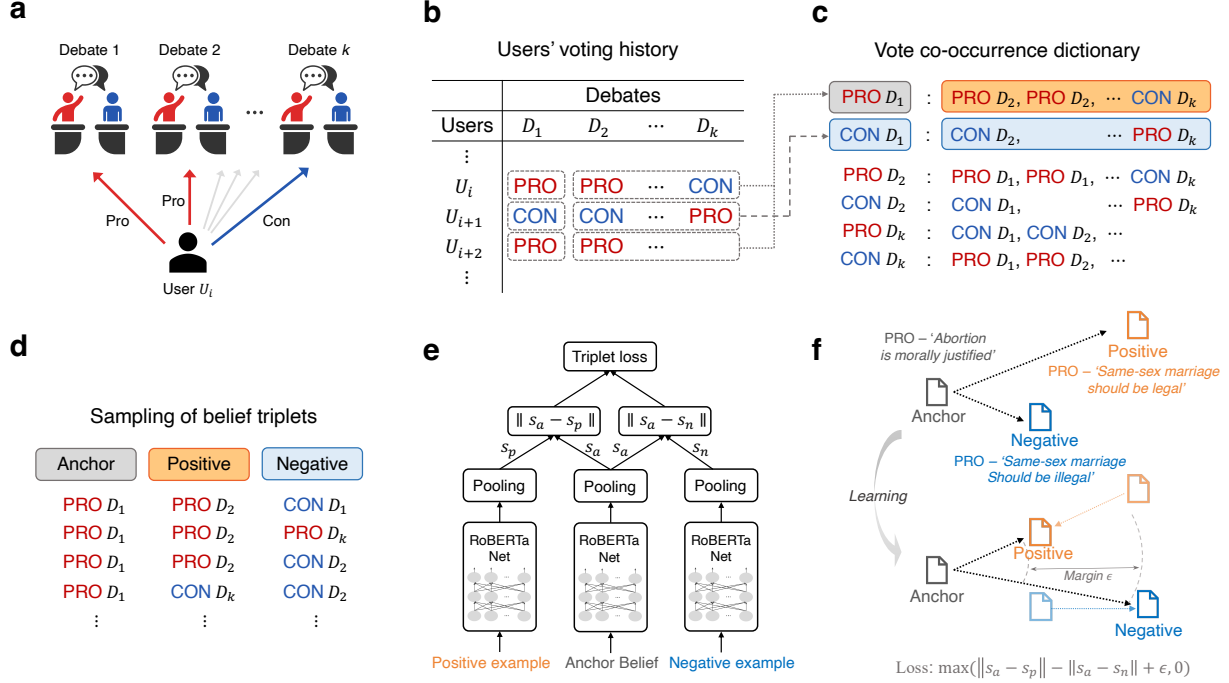 a
Debate 1 Debate 2 Debate k
...
Pro Pro Con
User U_i
b
Users' voting history
Debates
Users D_1 D_2 ⋯ D_k
⋮
U_i PRO PRO ⋯ CON
U_{i+1} CON CON ⋯ PRO
U_{i+2} PRO PRO ⋯
⋮
c
Vote co-occurrence dictionary
PRO D_1 : PRO D_2, PRO D_2, ⋯ CON D_k
CON D_1 : CON D_2, ⋯ PRO D_k
PRO D_2 : PRO D_1, PRO D_1, ⋯ CON D_k
CON D_2 : CON D_1, ⋯ PRO D_k
PRO D_k : CON D_1, CON D_2, ⋯
CON D_k : PRO D_1, PRO D_2, ⋯
d
Sampling of belief triplets
Anchor Positive Negative
PRO D_1 PRO D_2 CON D_1
PRO D_1 PRO D_2 PRO D_k
PRO D_1 PRO D_2 CON D_2
PRO D_1 CON D_k CON D_2
⋮ ⋮ ⋮
e
Triplet loss
‖ s_a − s_p ‖ ‖ s_a − s_n ‖
s_p s_a s_a s_n
Pooling Pooling Pooling
RoBERTa RoBERTa RoBERTa
Net Net Net
Positive example Anchor Belief Negative example
f
PRO – 'Abortion
is morally justified'
Anchor
Positive
PRO – 'Same-sex marriage
should be legal'
Negative
PRO – 'Same-sex marriage
Should be illegal'
Learning
Positive
Margin ϵ
Anchor
Negative
Loss: max(‖s_a − s_p‖ − ‖s_a − s_n‖ + ϵ, 0)